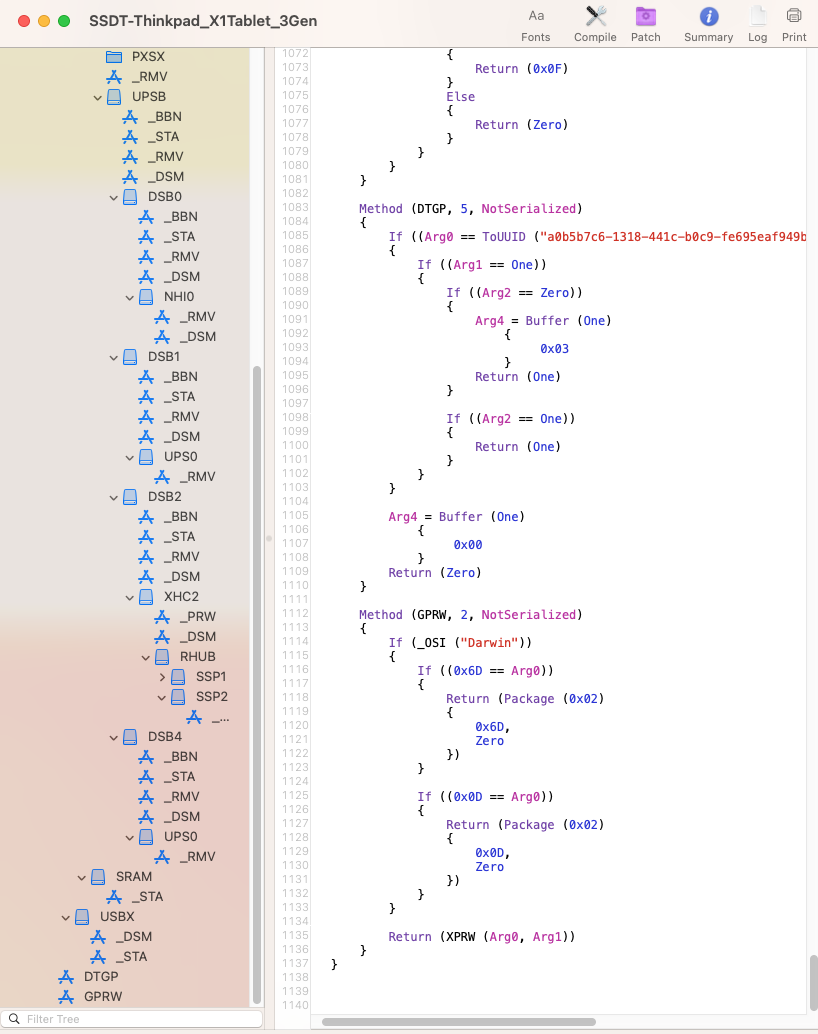 SSDT-Thinkpad_X1Tablet_3Gen
Aa
Fonts
Compile
Patch
Summary
Log
Print
PXSX
_RMV
UPSB
_BBN
_STA
_RMV
_DSM
DSB0
_BBN
_STA
_RMV
_DSM
NHI0
_RMV
_DSM
DSB1
_BBN
_STA
_RMV
_DSM
UPS0
_RMV
DSB2
_BBN
_STA
_RMV
_DSM
XHC2
_PRW
_DSM
RHUB
SSP1
SSP2
_...
DSB4
_BBN
_STA
_RMV
_DSM
UPS0
_RMV
SRAM
_STA
USBX
_DSM
_STA
DTGP
GPRW
Filter Tree
1072 {
1073 Return (0x0F)
1074 }
1075 Else
1076 {
1077 Return (Zero)
1078 }
1079 }
1080 }
1081 }
1082
1083 Method (DTGP, 5, NotSerialized)
1084 {
1085 If ((Arg0 == ToUUID ("a0b5b7c6-1318-441c-b0c9-fe695eaf949b
1086 {
1087 If ((Arg1 == One))
1088 {
1089 If ((Arg2 == Zero))
1090 {
1091 Arg4 = Buffer (One)
1092 {
1093 0x03
1094 }
1095 Return (One)
1096 }
1097
1098 If ((Arg2 == One))
1099 {
1100 Return (One)
1101 }
1102 }
1103 }
1104
1105 Arg4 = Buffer (One)
1106 {
1107 0x00
1108 }
1109 Return (Zero)
1110 }
1111
1112 Method (GPRW, 2, NotSerialized)
1113 {
1114 If (_OSI ("Darwin"))
1115 {
1116 If ((0x6D == Arg0))
1117 {
1118 Return (Package (0x02)
1119 {
1120 0x6D,
1121 Zero
1122 })
1123 }
1124
1125 If ((0x0D == Arg0))
1126 {
1127 Return (Package (0x02)
1128 {
1129 0x0D,
1130 Zero
1131 })
1132 }
1133 }
1134
1135 Return (XPRW (Arg0, Arg1))
1136 }
1137 }
1138
1139
1140